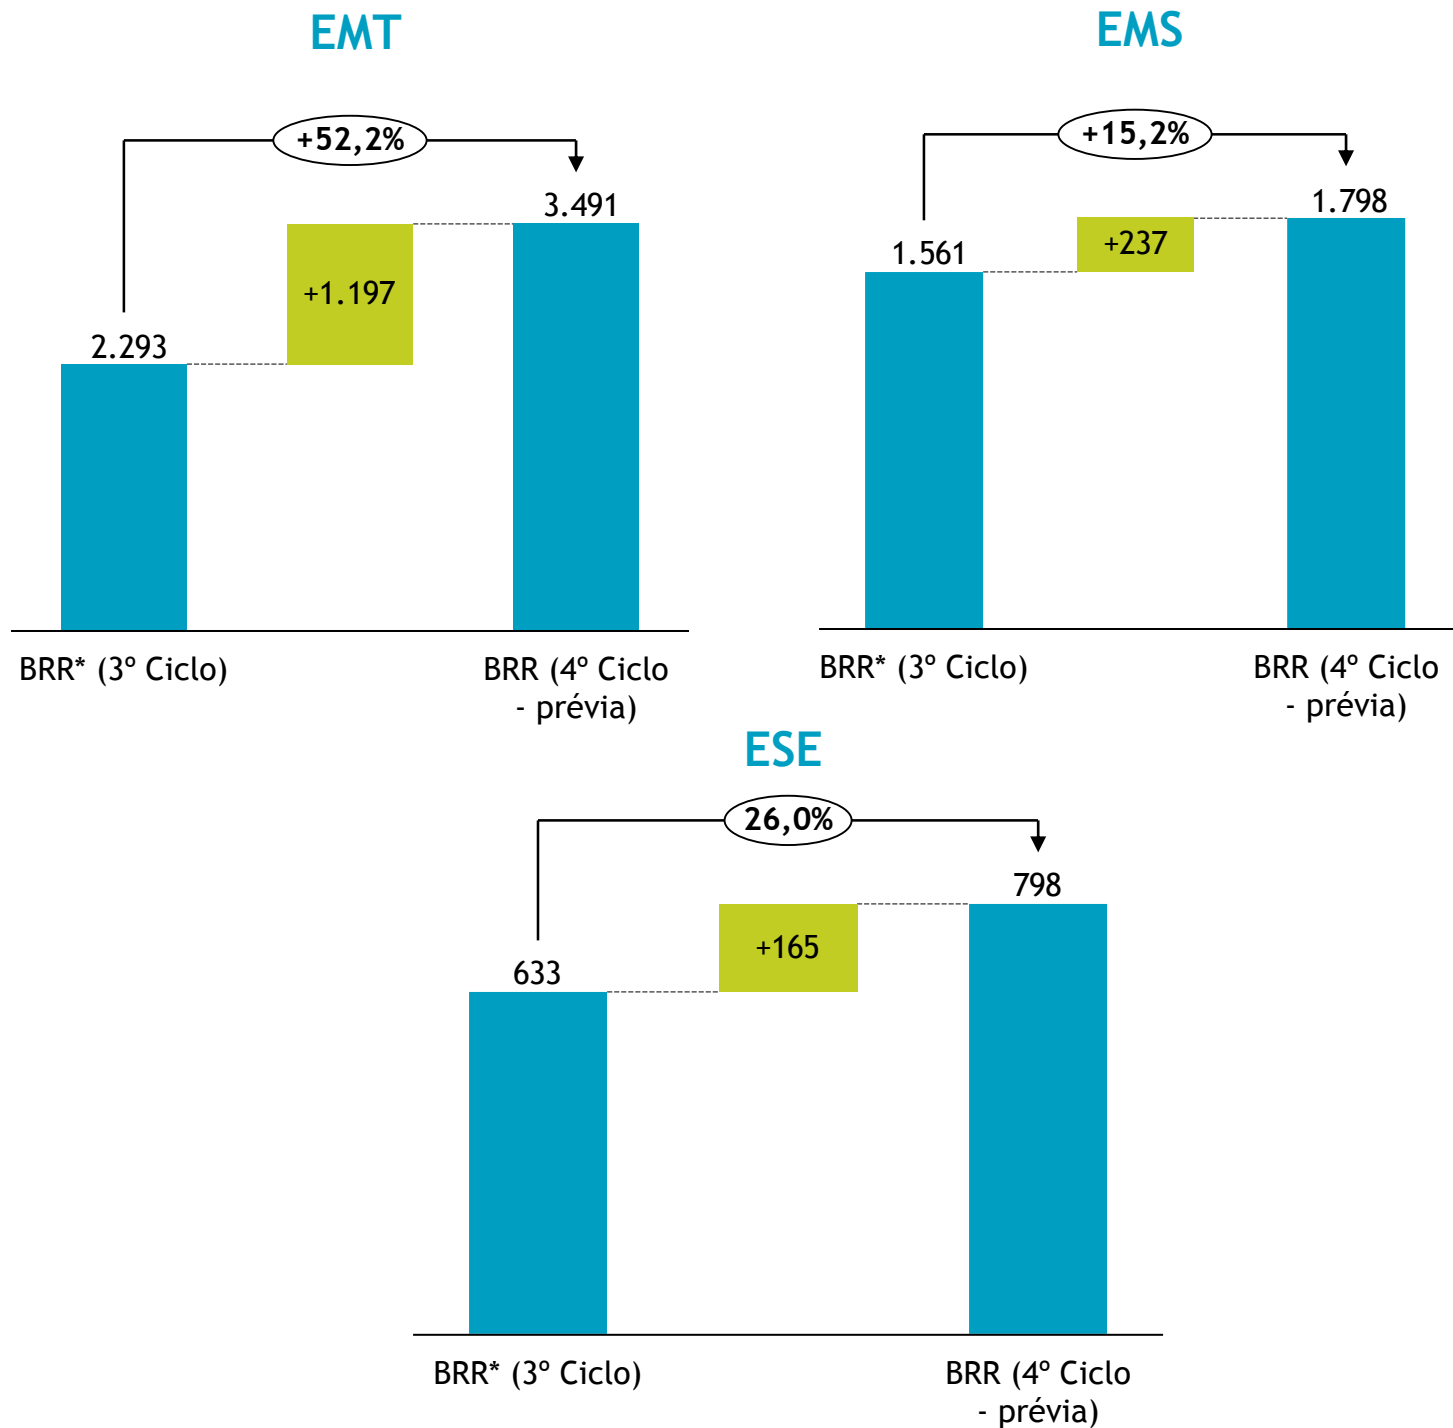 EMT
+52,2%
3.491
+1.197
2.293
BRR* (3º Ciclo)
BRR (4º Ciclo
- prévia)
EMS
+15,2%
1.798
+237
1.561
BRR* (3º Ciclo)
BRR (4º Ciclo
- prévia)
ESE
26,0%
798
+165
633
BRR* (3º Ciclo)
BRR (4º Ciclo
- prévia)